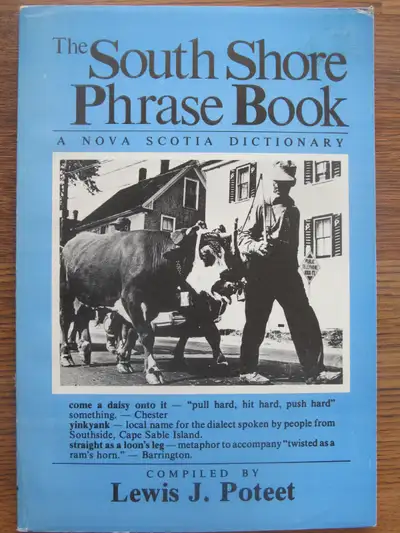 The South Shore
Phrase Book
A NOVA SCOTIA DICTIONARY
PUBLIC
TELEPHONE
come a daisy onto it — "pull hard, hit hard, push hard"
something. — Chester
yinkyank — local name for the dialect spoken by people from
Southside, Cape Sable Island.
straight as a loon's leg — metaphor to accompany "twisted as a
ram's horn." — Barrington.
COMPILED BY
Lewis J. Poteet